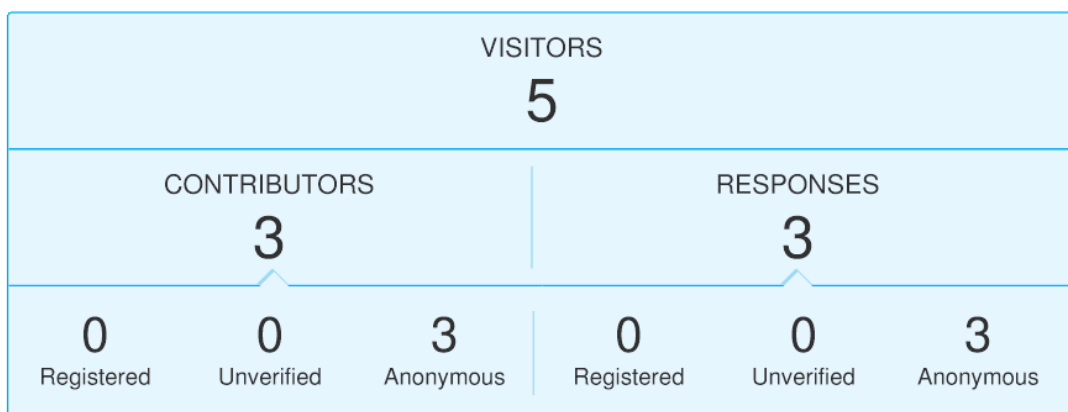 VISITORS
5
CONTRIBUTORS
RESPONSES
3
3
0
0
3
0
0
3
Registered
Unverified
Anonymous
Registered
Unverified
Anonymous